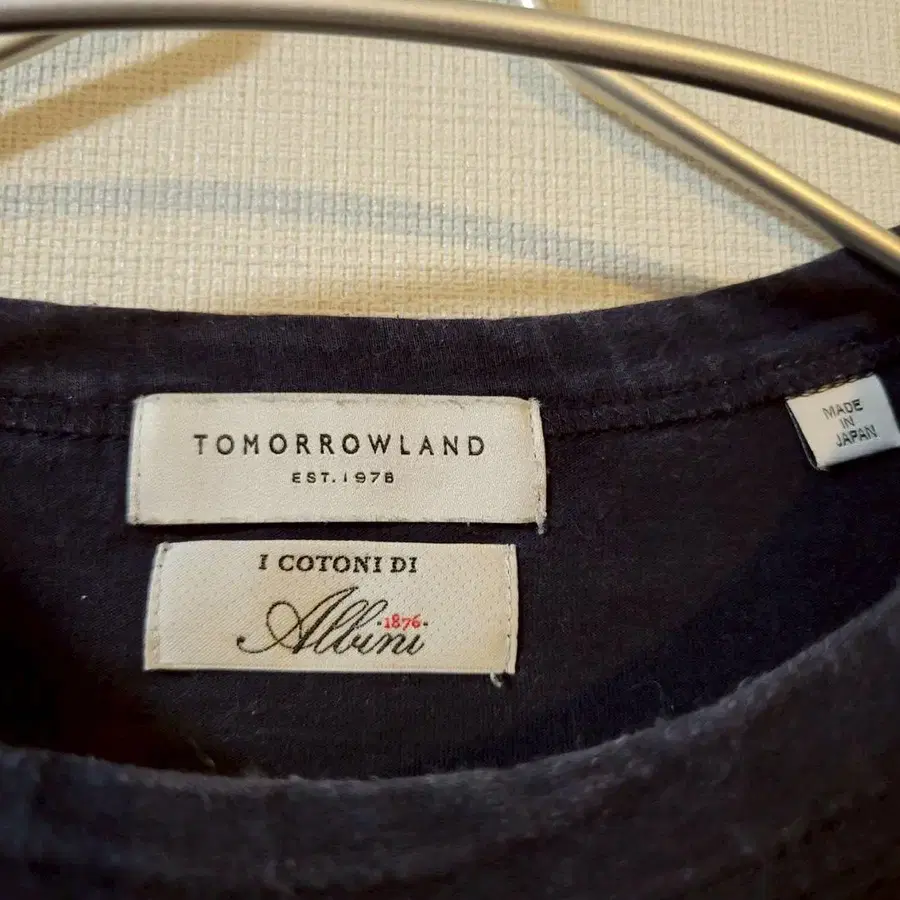 TOMORROWLAND
EST. 1978
I COTONI DI
Albini
-1876-
MADE
IN
JAPAN